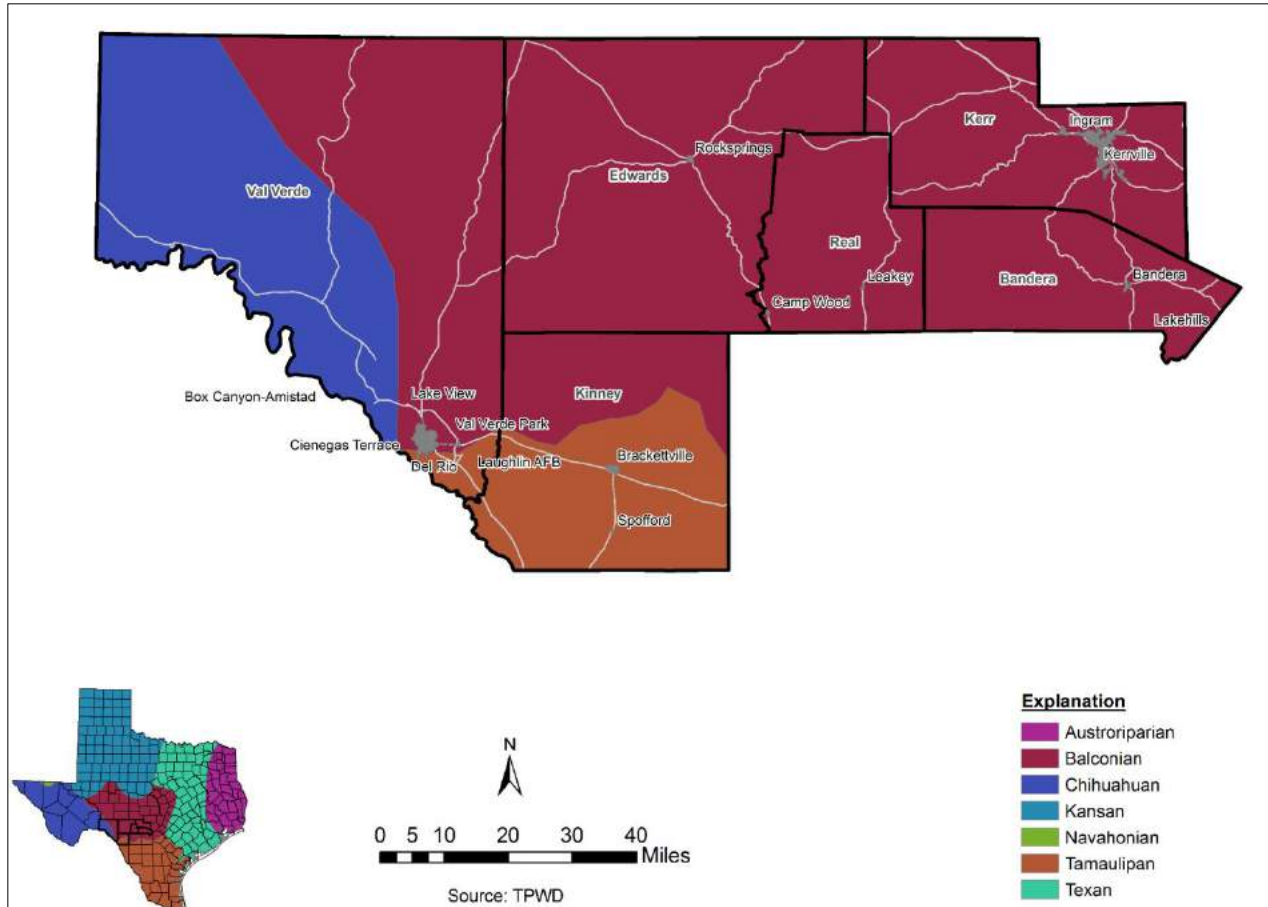 Ingram
Kerr
Kerrville
Rocksprings
Edwards
Val Verde
Real
Leakey
Bandera
Bandera
Camp Wood
Lakehills
Kinney
Lake View
Box Canyon-Amistad
Val Verde Park
Cienegas Terrace
Del Rio
Laughlin AFB
Brackettville
Spofford
N
0 5 10 20 30 40
Miles
Source: TPWD
Explanation
Austroriparian
Balconian
Chihuahuan
Kansan
Navahonian
Tamaulipan
Texan